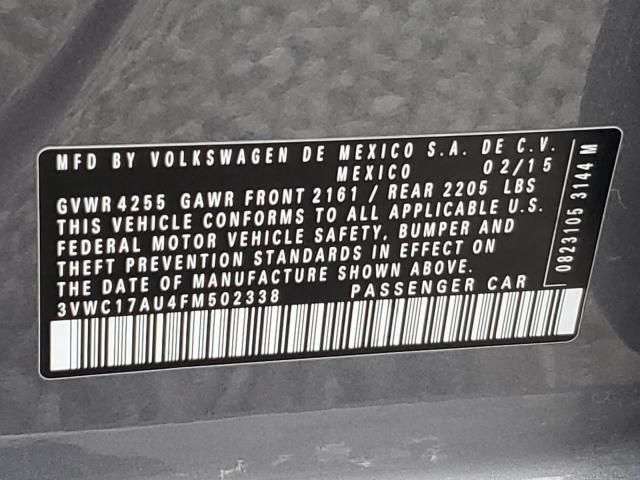 MFD BY VOLKSWAGEN DE MEXICO S.A. DE C.V.
MEXICO 02/15
GVWR 4255 GAWR FRONT 2161 / REAR 2205 LBS
THIS VEHICLE CONFORMS TO ALL APPLICABLE U.S.
FEDERAL MOTOR VEHICLE SAFETY, BUMPER AND
THEFT PREVENTION STANDARDS IN EFFECT ON
THE DATE OF MANUFACTURE SHOWN ABOVE.
3VWC17AU4FM502338 PASSENGER CAR
0823105 3144 M